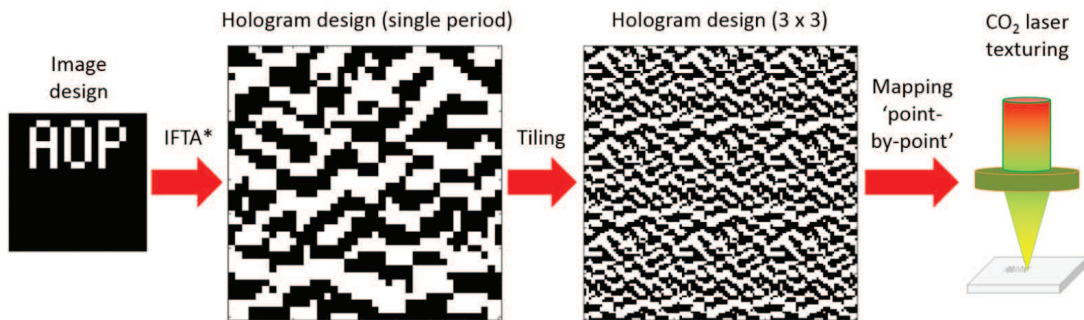 Image
design
AOP
IFTA*
Hologram design (single period)
Tiling
Hologram design (3 x 3)
Mapping
‘point-
by-point’
CO₂ laser
texturing